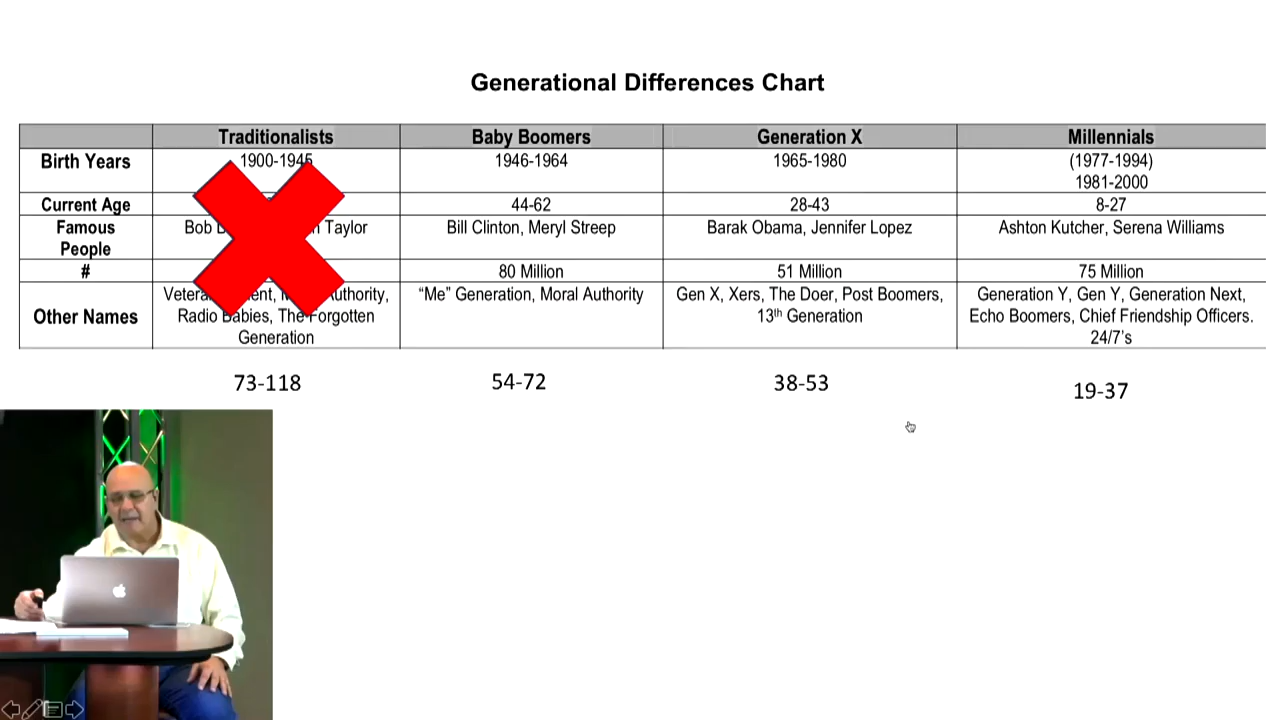 Generational Differences Chart
Traditionalists Baby Boomers Generation X Millennials
Birth Years 1900-1945 1946-1964 1965-1980 (1977-1994)
1981-2000
Current Age 44-62 28-43 8-27
Famous People Bob Taylor Bill Clinton, Meryl Streep Barak Obama, Jennifer Lopez Ashton Kutcher, Serena Williams
# 80 Million 51 Million 75 Million
Other Names
Authority,
Radio Babies, The Forgotten
Generation
“Me” Generation, Moral Authority
Gen X, Xers, The Doer, Post Boomers,
13th Generation
Generation Y, Gen Y, Generation Next,
Echo Boomers, Chief Friendship Officers.
24/7’s
73-118 54-72 38-53 19-37